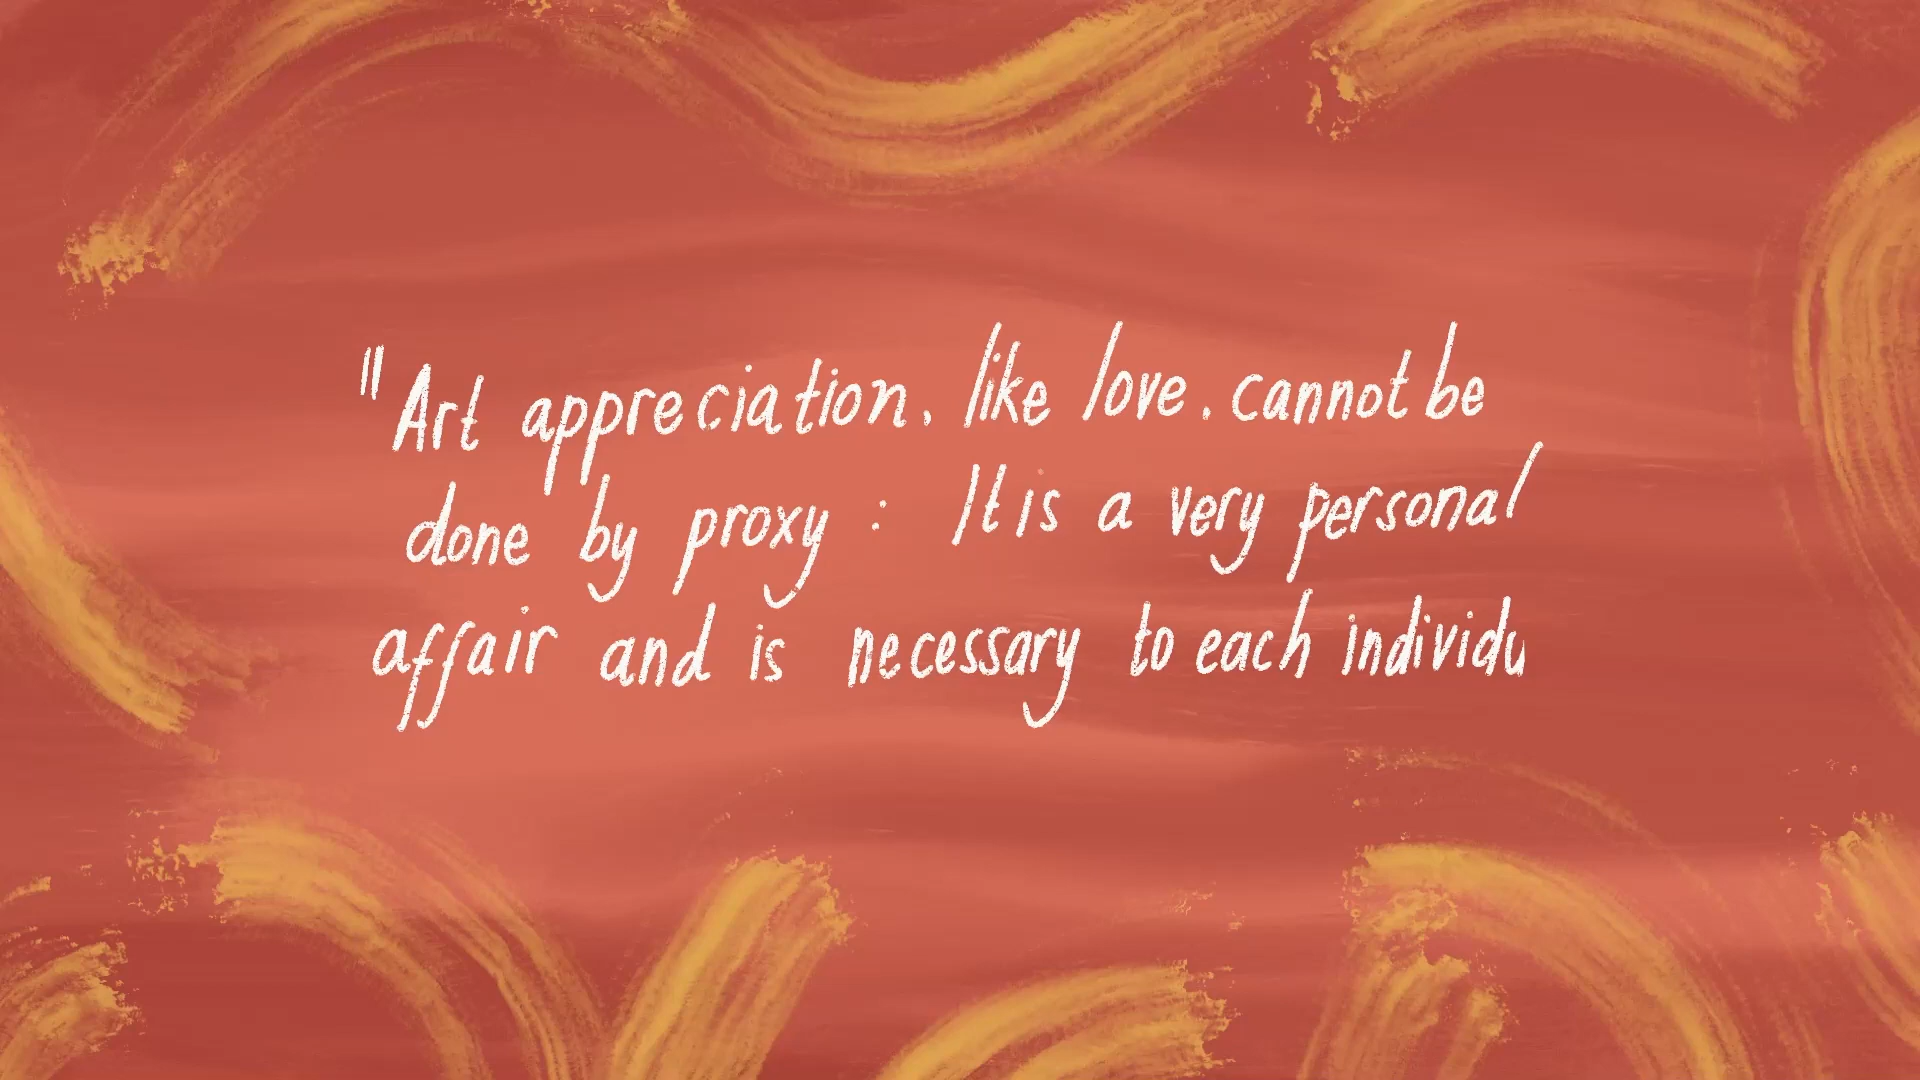 "Art appreciation, like love, cannot be
done by proxy : It is a very personal
affair and is necessary to each individu